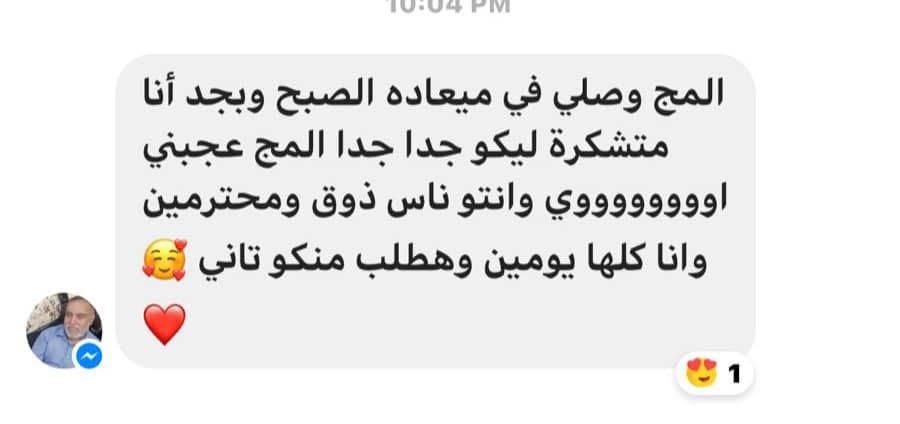 10:04 PM
المج وصلي في ميعاده الصبح وبجد أنا
متشكرة ليكو جدا جدا المج عجبني
اوووووووووي وانتو ناس ذوق ومحترمين
وانا كلها يومين وهطلب منكو تاني 🥰
❤️
😍 1